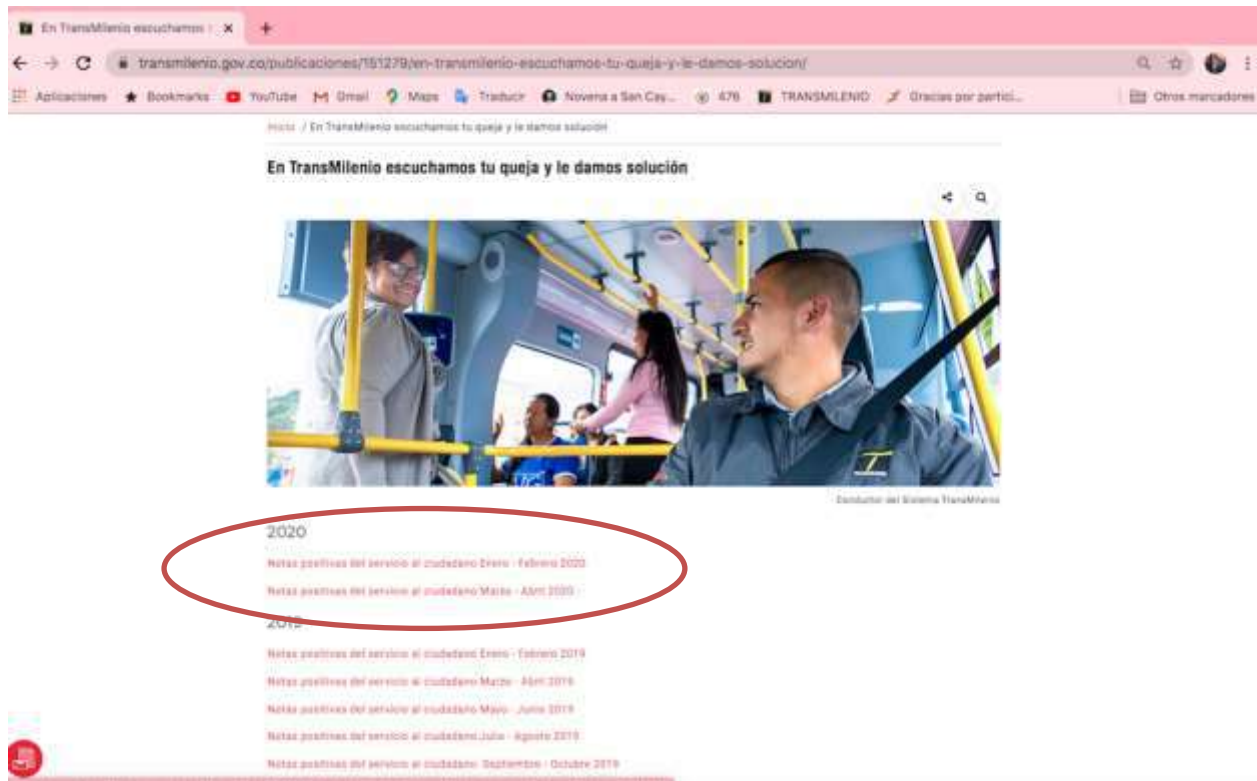 En TransMilenio escuchamos
transmilenio.gov.co/publicaciones/151279/en-transmilenio-escuchamos-tu-queja-y-le-damos-solucion/
Aplicaciones Bookmarks YouTube Gmail Maps Traducir Novena a San Cay... 476 TRANSMILENIO Gracias por partici... Otros marcadores
Inicio / En TransMilenio escuchamos tu queja y le damos solución
En TransMilenio escuchamos tu queja y le damos solución
Conductor del Sistema TransMilenio
2020
Notas positivas del servicio al ciudadano Enero - Febrero 2020
Notas positivas del servicio al ciudadano Marzo - Abril 2020 -
2019
Notas positivas del servicio al ciudadano Enero - Febrero 2019
Notas positivas del servicio al ciudadano Marzo - Abril 2019
Notas positivas del servicio al ciudadano Mayo - Junio 2019
Notas positivas del servicio al ciudadano Julio - Agosto 2019
Notas positivas del servicio al ciudadano Septiembre - Octubre 2019